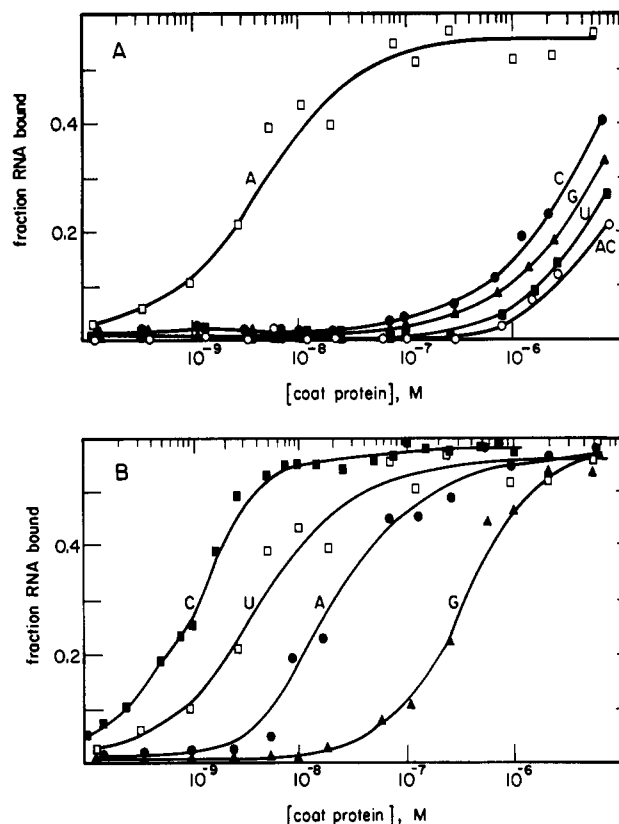 A
fraction RNA bound
0.4
0.2
A
C
G
U
AC
10⁻⁹
10⁻⁸
10⁻⁷
10⁻⁶
[coat protein], M
B
fraction RNA bound
0.4
0.2
C
U
A
G
10⁻⁹
10⁻⁸
10⁻⁷
10⁻⁶
[coat protein], M